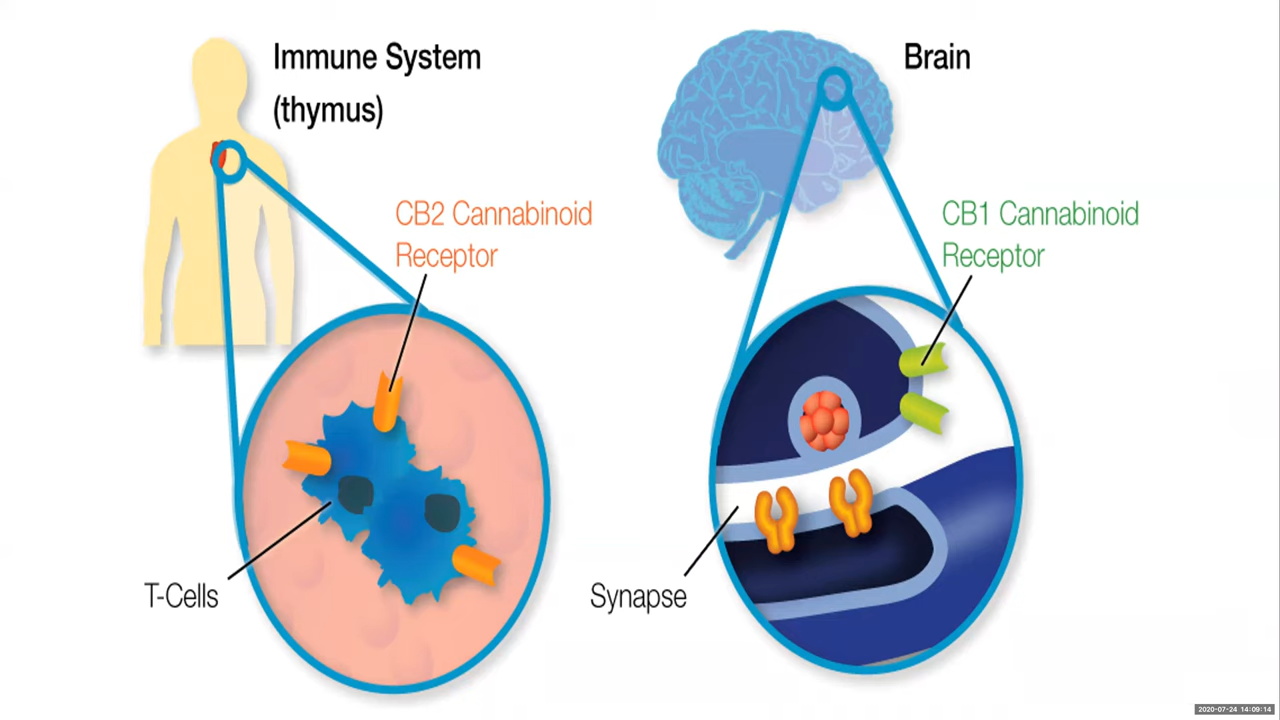 Immune System
(thymus)
Brain
CB2 Cannabinoid
Receptor
CB1 Cannabinoid
Receptor
T-Cells
Synapse
2020-07-24 14:09:14